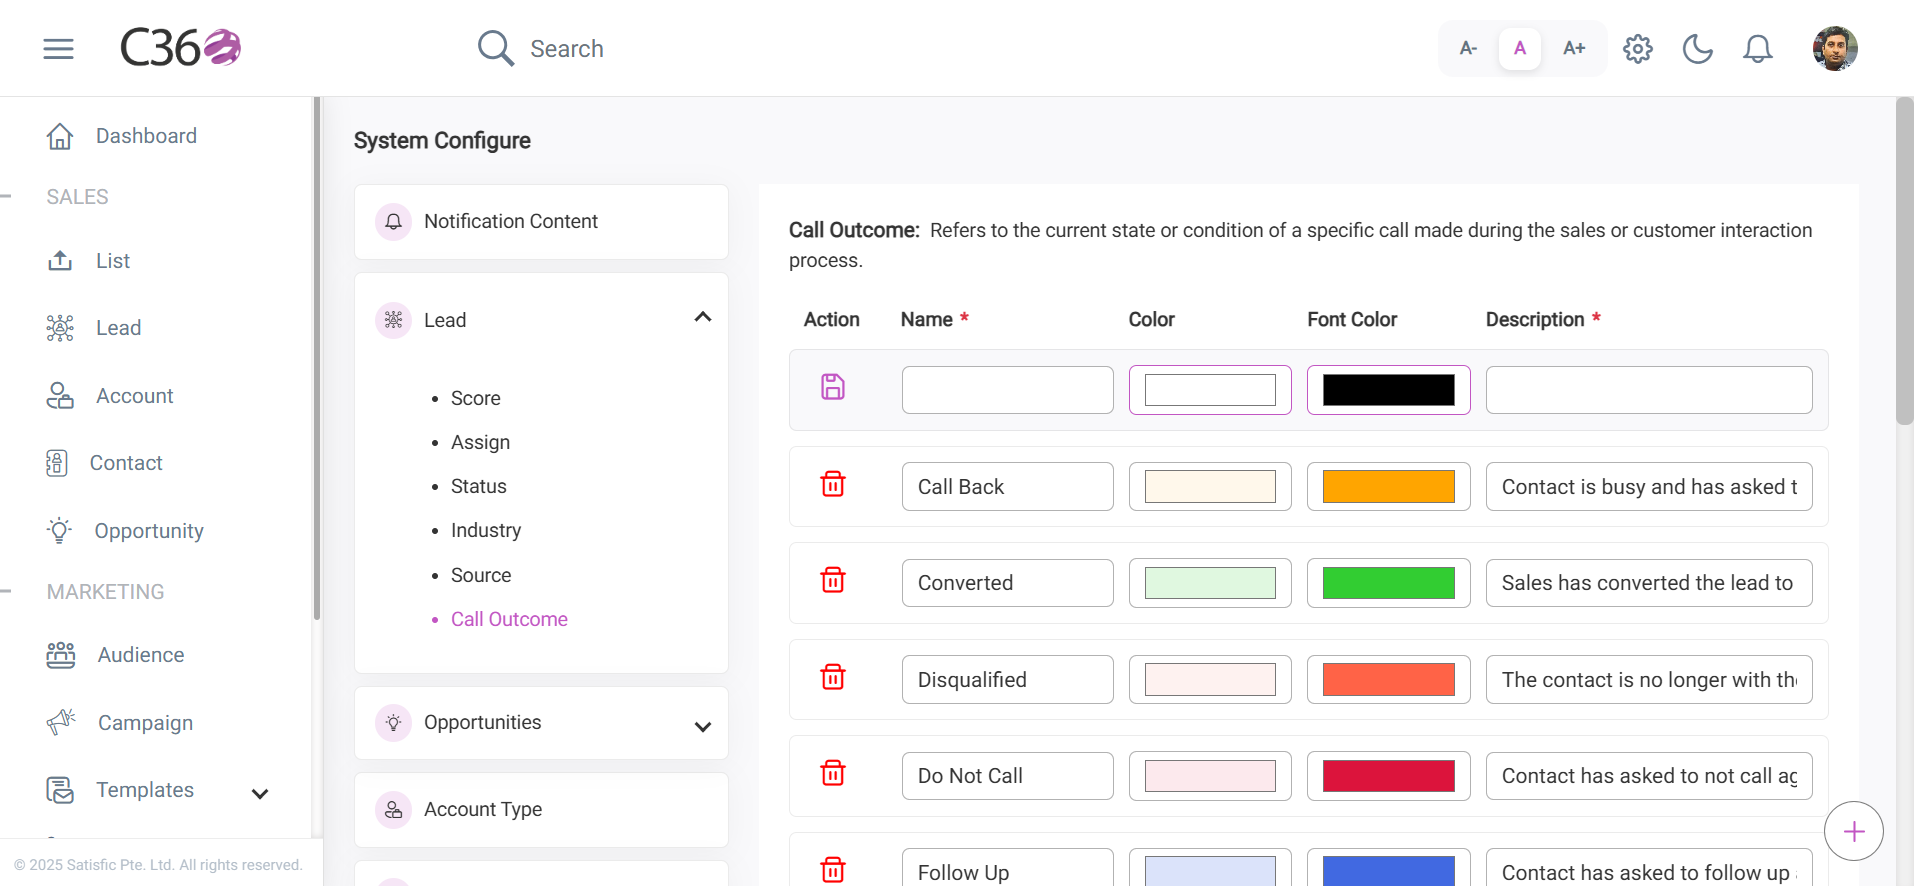 C360
Search
A-
A
A+
Dashboard
SALES
List
Lead
Account
Contact
Opportunity
MARKETING
Audience
Campaign
Templates
© 2025 Satisfic Pte. Ltd. All rights reserved.
System Configure
Notification Content
Lead
Score
Assign
Status
Industry
Source
Call Outcome
Opportunities
Account Type
Call Outcome: Refers to the current state or condition of a specific call made during the sales or customer interaction
process.
Action Name * Color Font Color Description *
Call Back Contact is busy and has asked t
Converted Sales has converted the lead to
Disqualified The contact is no longer with the
Do Not Call Contact has asked to not call ag
Follow Up Contact has asked to follow up